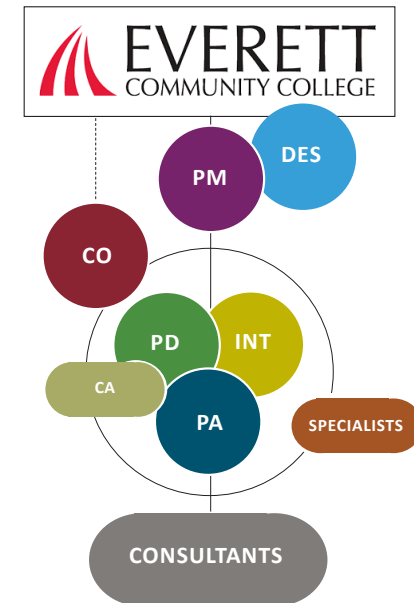 EVERETT
COMMUNITY COLLEGE
DES
PM
CO
PD
INT
CA
PA
SPECIALISTS
CONSULTANTS